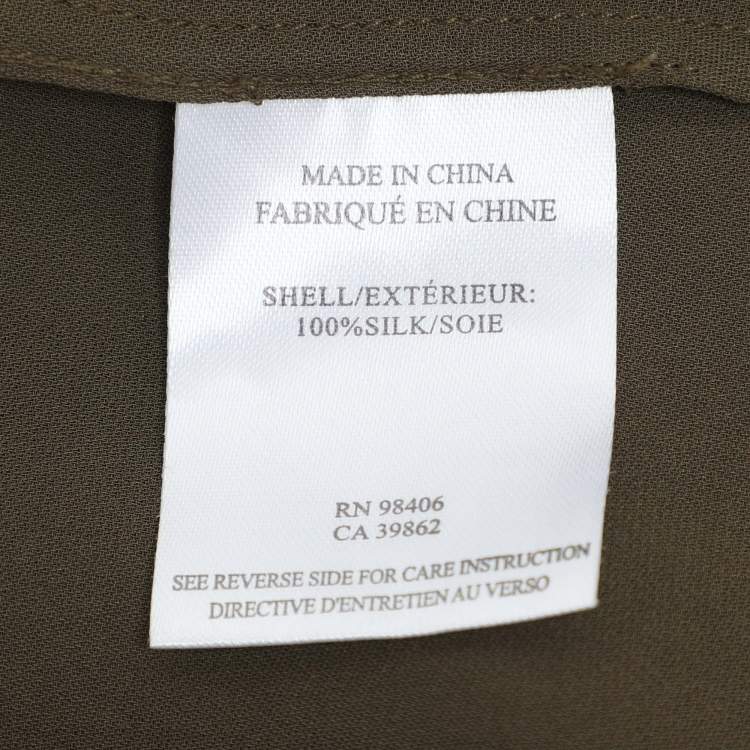 MADE IN CHINA
FABRIQUÉ EN CHINE
SHELL/EXTÉRIEUR:
100%SILK/SOIE
RN 98406
CA 39862
SEE REVERSE SIDE FOR CARE INSTRUCTION
DIRECTIVE D'ENTRETIEN AU VERSO